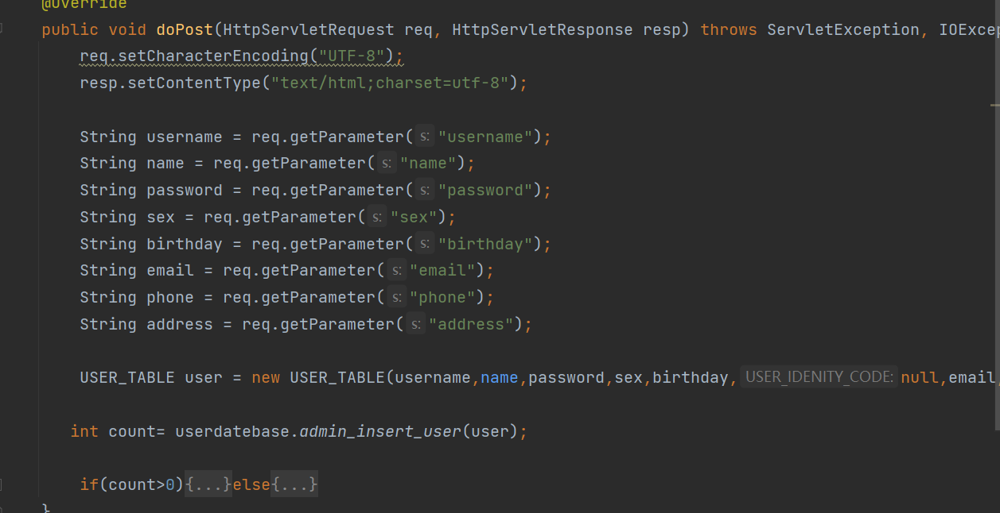 @Override
public void doPost(HttpServletRequest req, HttpServletResponse resp) throws ServletException, IOExcep
req.setCharacterEncoding("UTF-8");
resp.setContentType("text/html;charset=utf-8");
String username = req.getParameter( s: "username");
String name = req.getParameter( s: "name");
String password = req.getParameter( s: "password");
String sex = req.getParameter( s: "sex");
String birthday = req.getParameter( s: "birthday");
String email = req.getParameter( s: "email");
String phone = req.getParameter( s: "phone");
String address = req.getParameter( s: "address");
USER_TABLE user = new USER_TABLE(username,name,password,sex,birthday, USER_IDENITY_CODE: null,email,
int count= userdatebase.admin_insert_user(user);
if(count>0){...}else{...}
}